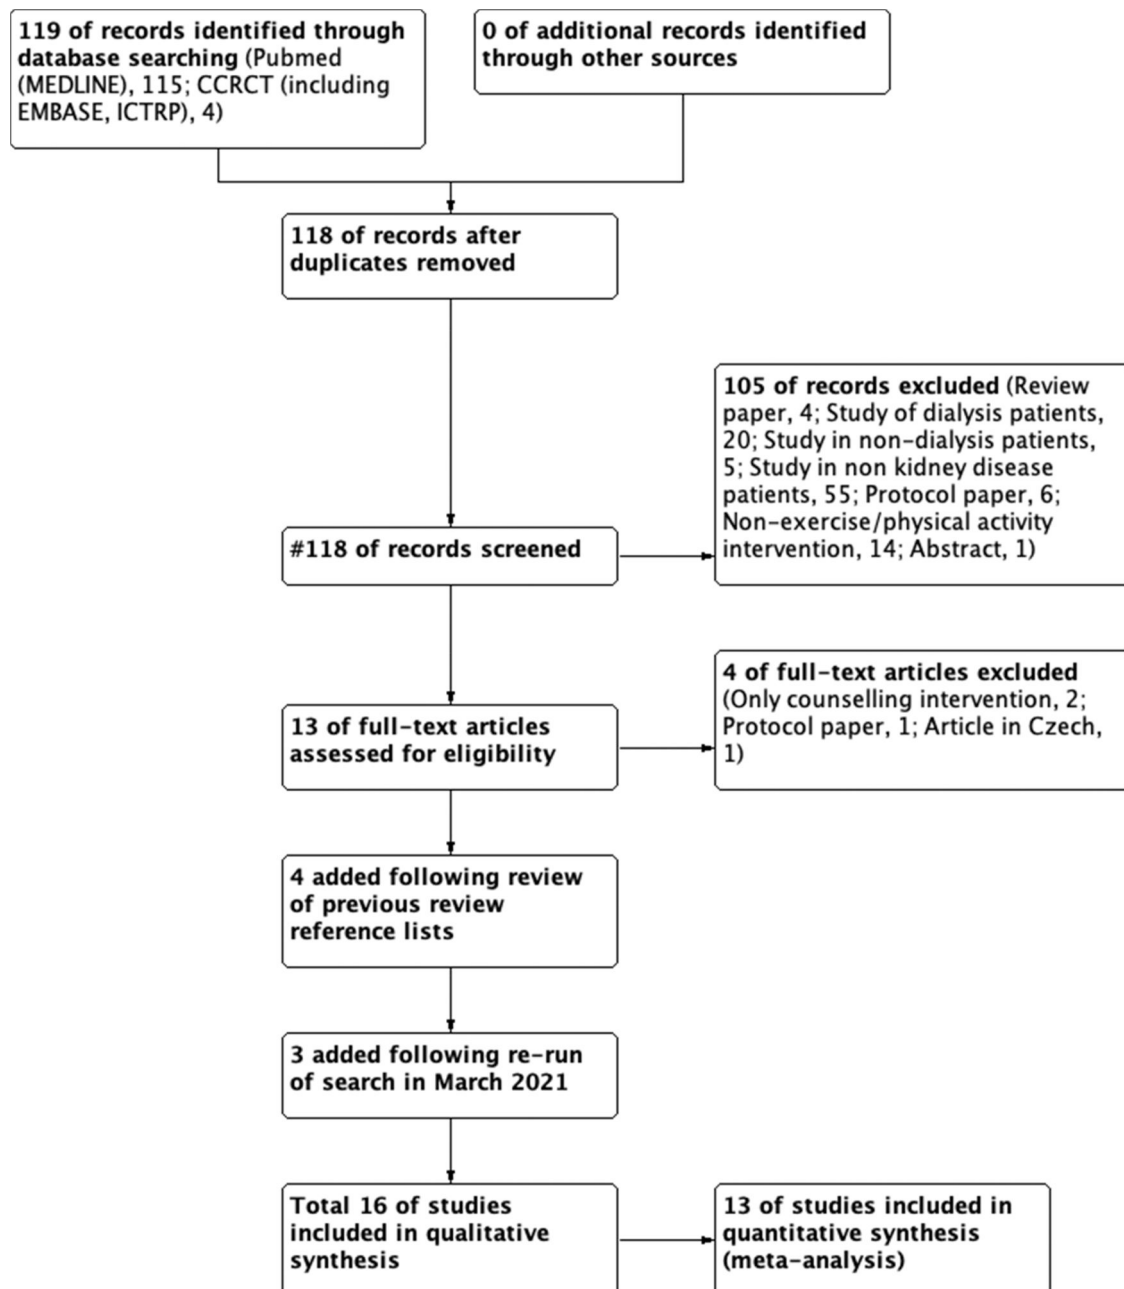 119 of records identified through
database searching (Pubmed
(MEDLINE), 115; CCRCT (including
EMBASE, ICTRP), 4)
0 of additional records identified
through other sources
118 of records after
duplicates removed
105 of records excluded (Review
paper, 4; Study of dialysis patients,
20; Study in non-dialysis patients,
5; Study in non kidney disease
patients, 55; Protocol paper, 6;
Non-exercise/physical activity
intervention, 14; Abstract, 1)
#118 of records screened
4 of full-text articles excluded
(Only counselling intervention, 2;
Protocol paper, 1; Article in Czech,
1)
13 of full-text articles
assessed for eligibility
4 added following review
of previous review
reference lists
3 added following re-run
of search in March 2021
Total 16 of studies
included in qualitative
synthesis
13 of studies included in
quantitative synthesis
(meta-analysis)